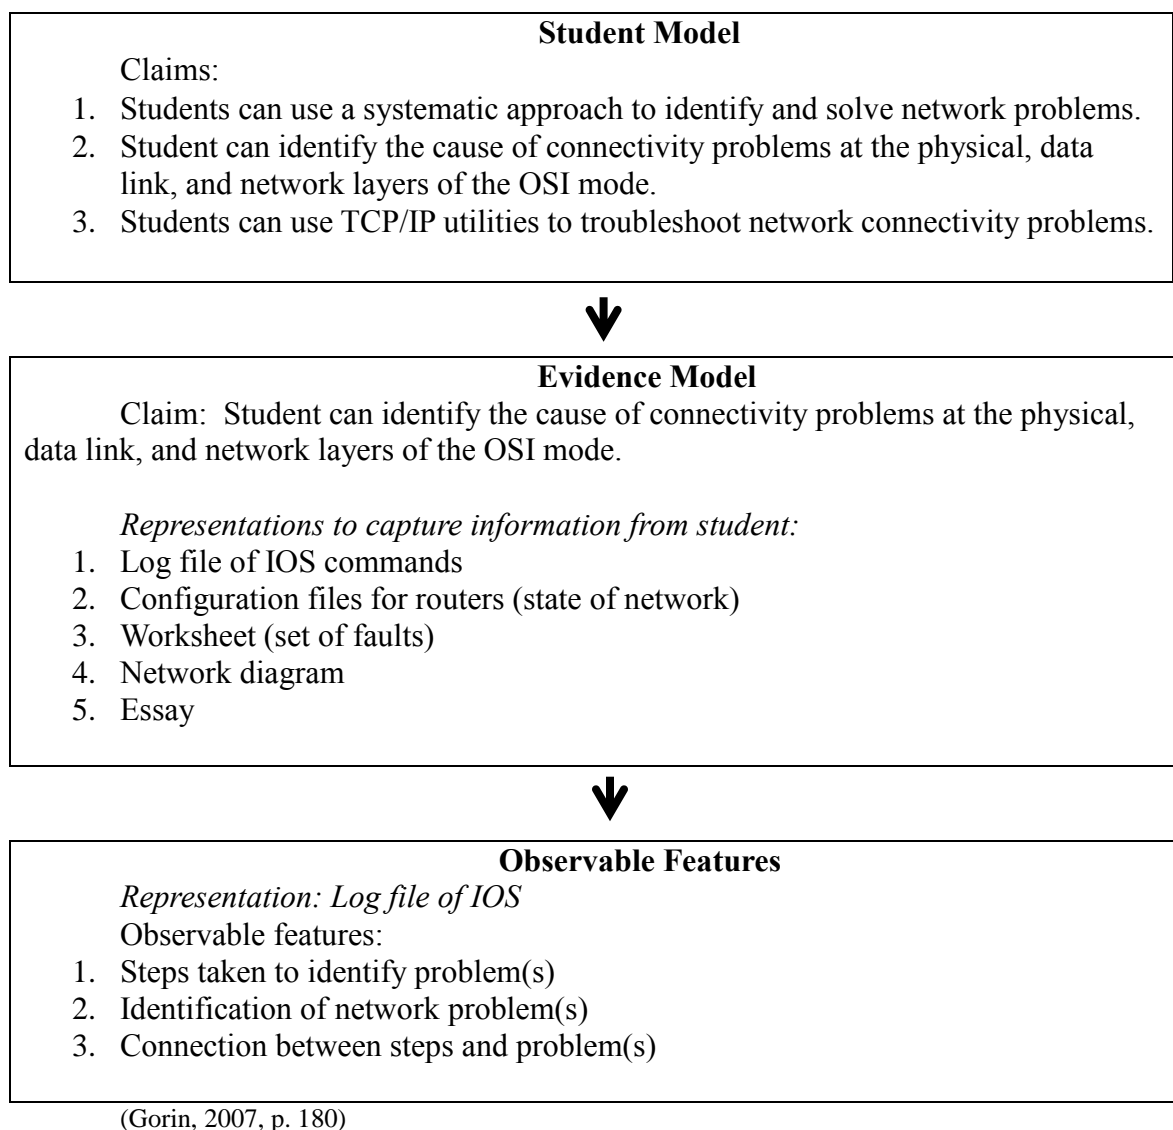 Student Model
Claims:
1. Students can use a systematic approach to identify and solve network problems.
2. Student can identify the cause of connectivity problems at the physical, data
link, and network layers of the OSI mode.
3. Students can use TCP/IP utilities to troubleshoot network connectivity problems.
Evidence Model
Claim: Student can identify the cause of connectivity problems at the physical,
data link, and network layers of the OSI mode.
Representations to capture information from student:
1. Log file of IOS commands
2. Configuration files for routers (state of network)
3. Worksheet (set of faults)
4. Network diagram
5. Essay
Observable Features
Representation: Log file of IOS
Observable features:
1. Steps taken to identify problem(s)
2. Identification of network problem(s)
3. Connection between steps and problem(s)
(Gorin, 2007, p. 180)